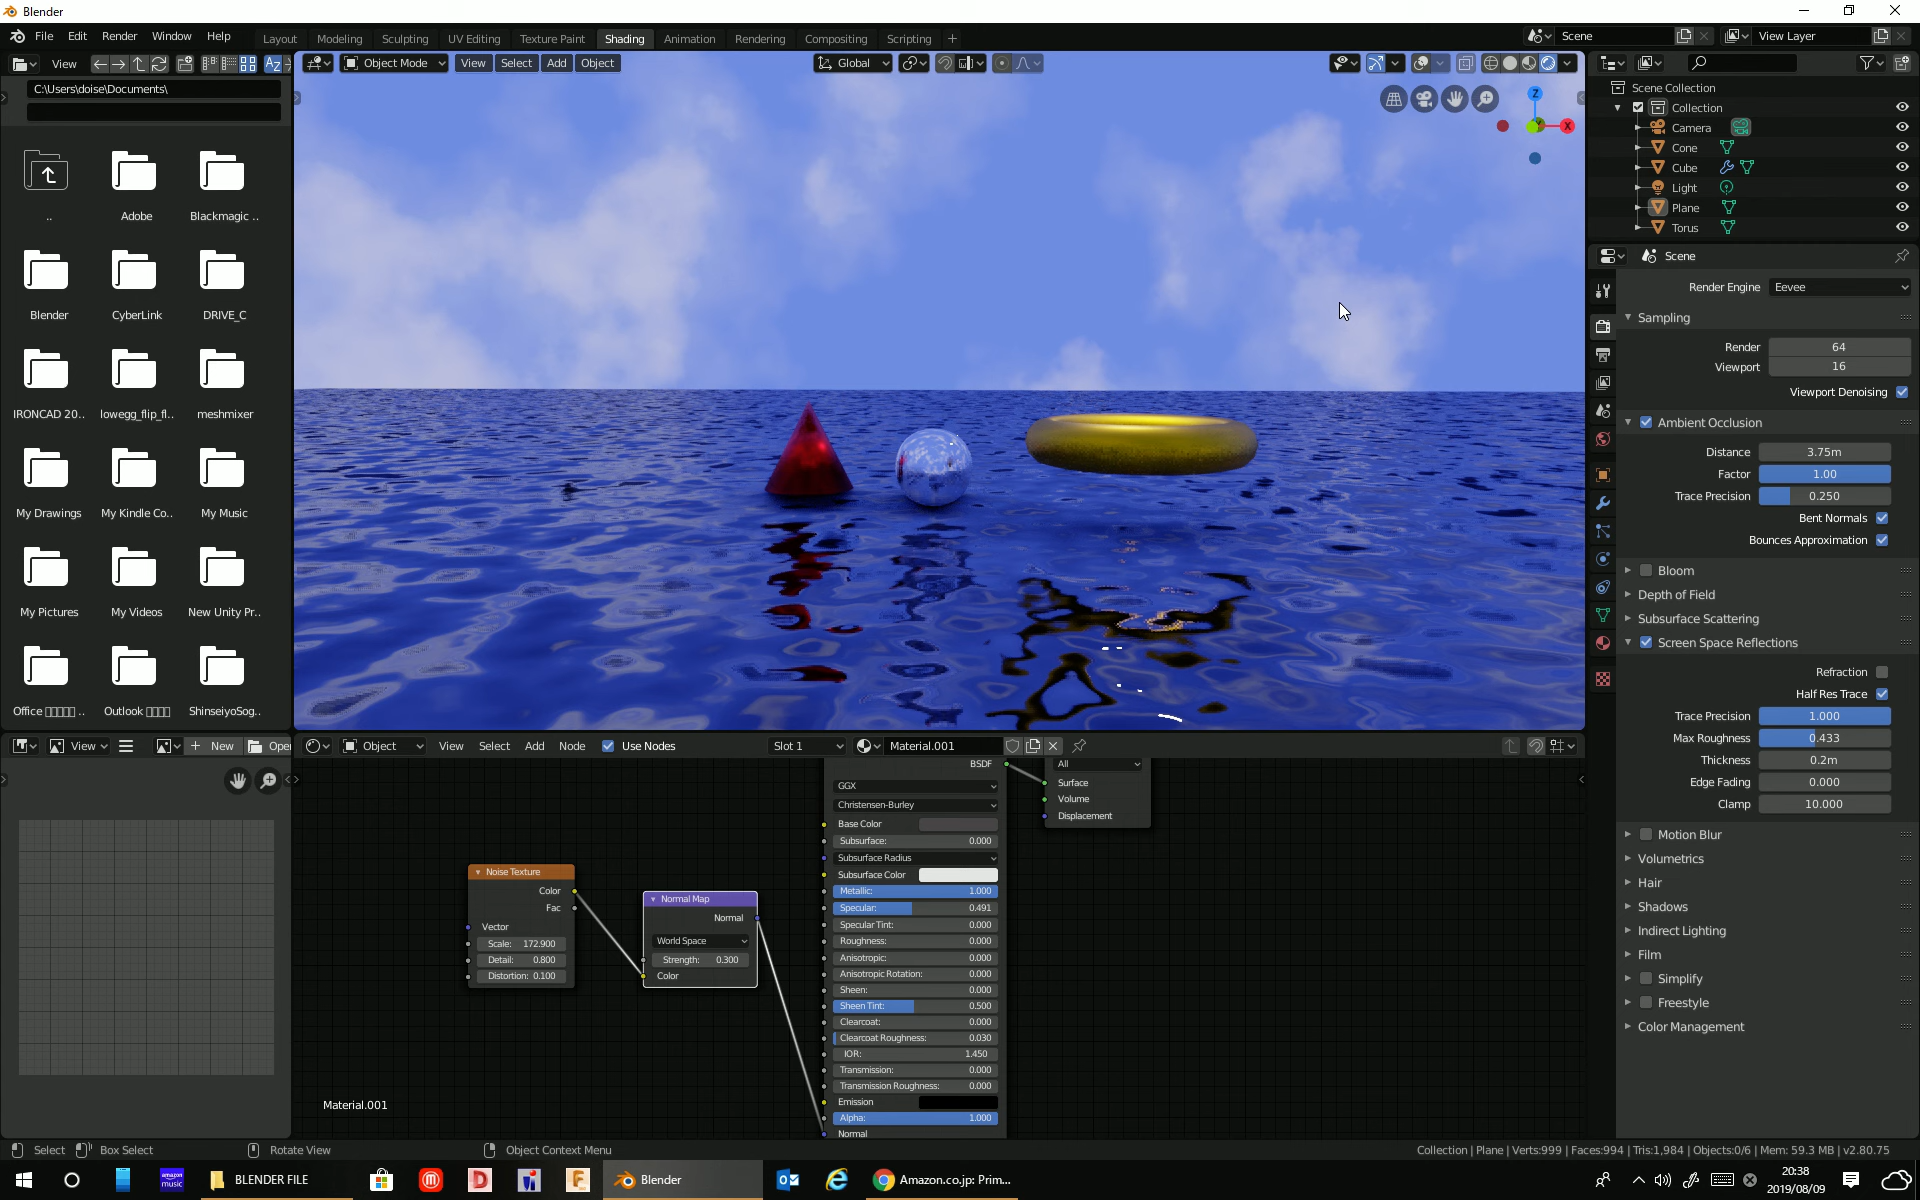 Blender
File Edit Render Window Help
Layout Modeling Sculpting UV Editing Texture Paint Shading Animation Rendering Compositing Scripting +
Scene
View Layer
View
C:\Users\doise\Documents\
..
Adobe
Blackmagic ..
Blender
CyberLink
DRIVE_C
IRONCAD 20..
lowegg_flip_fl..
meshmixer
My Drawings
My Kindle Co..
My Music
My Pictures
My Videos
New Unity Pr..
Office ▯▯▯▯▯ ..
Outlook ▯▯▯▯
ShinseiyoSog..
Object Mode
View Select Add Object
Global
Z
X
Scene Collection
Collection
Camera
Cone
Cube
Light
Plane
Torus
Scene
Render Engine Eevee
Sampling
Render 64
Viewport 16
Viewport Denoising
Ambient Occlusion
Distance 3.75m
Factor 1.00
Trace Precision 0.250
Bent Normals
Bounces Approximation
Bloom
Depth of Field
Subsurface Scattering
Screen Space Reflections
Refraction
Half Res Trace
Trace Precision 1.000
Max Roughness 0.433
Thickness 0.2m
Edge Fading 0.000
Clamp 10.000
Motion Blur
Volumetrics
Hair
Shadows
Indirect Lighting
Film
Simplify
Freestyle
Color Management
View
+ New
Open
Object
View Select Add Node
Use Nodes
Slot 1
Material.001
Noise Texture
Color
Fac
Vector
Scale: 172.900
Detail: 0.800
Distortion: 0.100
Normal Map
Normal
World Space
Strength: 0.300
Color
BSDF
GGX
Christensen-Burley
Base Color
Subsurface: 0.000
Subsurface Radius
Subsurface Color
Metallic: 1.000
Specular: 0.491
Specular Tint: 0.000
Roughness: 0.000
Anisotropic: 0.000
Anisotropic Rotation: 0.000
Sheen: 0.000
Sheen Tint: 0.500
Clearcoat: 0.000
Clearcoat Roughness: 0.030
IOR: 1.450
Transmission: 0.000
Transmission Roughness: 0.000
Emission
Alpha: 1.000
Normal
All
Surface
Volume
Displacement
Material.001
Select
Box Select
Rotate View
Object Context Menu
Collection | Plane | Verts:999 | Faces:994 | Tris:1,984 | Objects:0/6 | Mem: 59.3 MB | v2.80.75
amazon music
BLENDER FILE
Blender
Amazon.co.jp: Prim...
20:38
2019/08/09